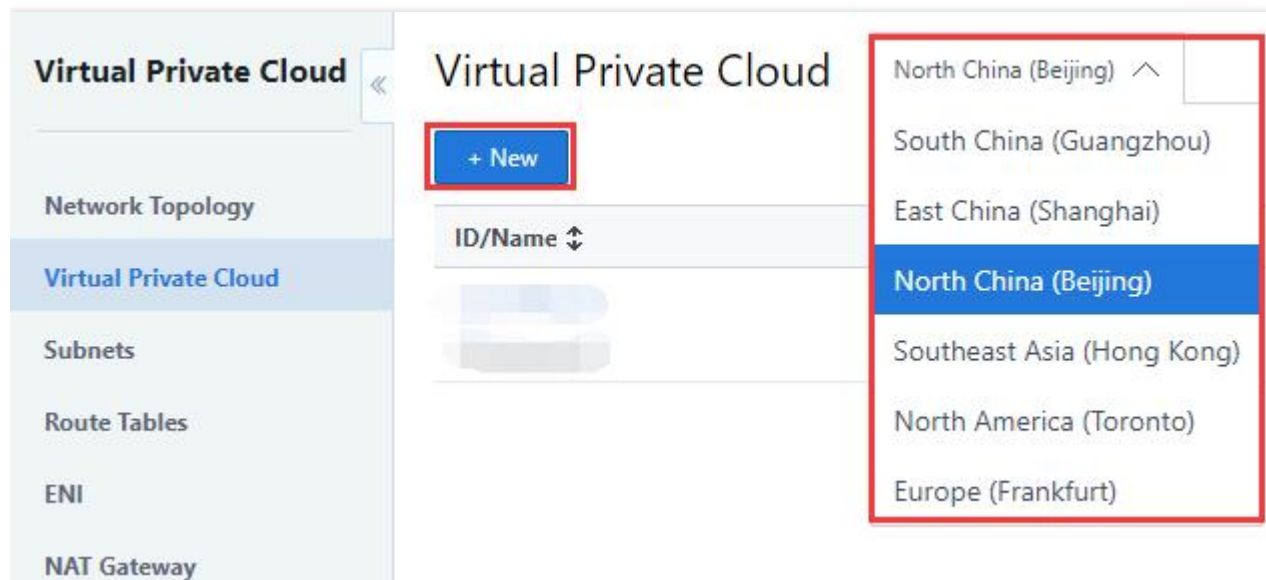 Virtual Private Cloud
Network Topology
Virtual Private Cloud
Subnets
Route Tables
ENI
NAT Gateway
Virtual Private Cloud
+ New
ID/Name
North China (Beijing)
South China (Guangzhou)
East China (Shanghai)
North China (Beijing)
Southeast Asia (Hong Kong)
North America (Toronto)
Europe (Frankfurt)